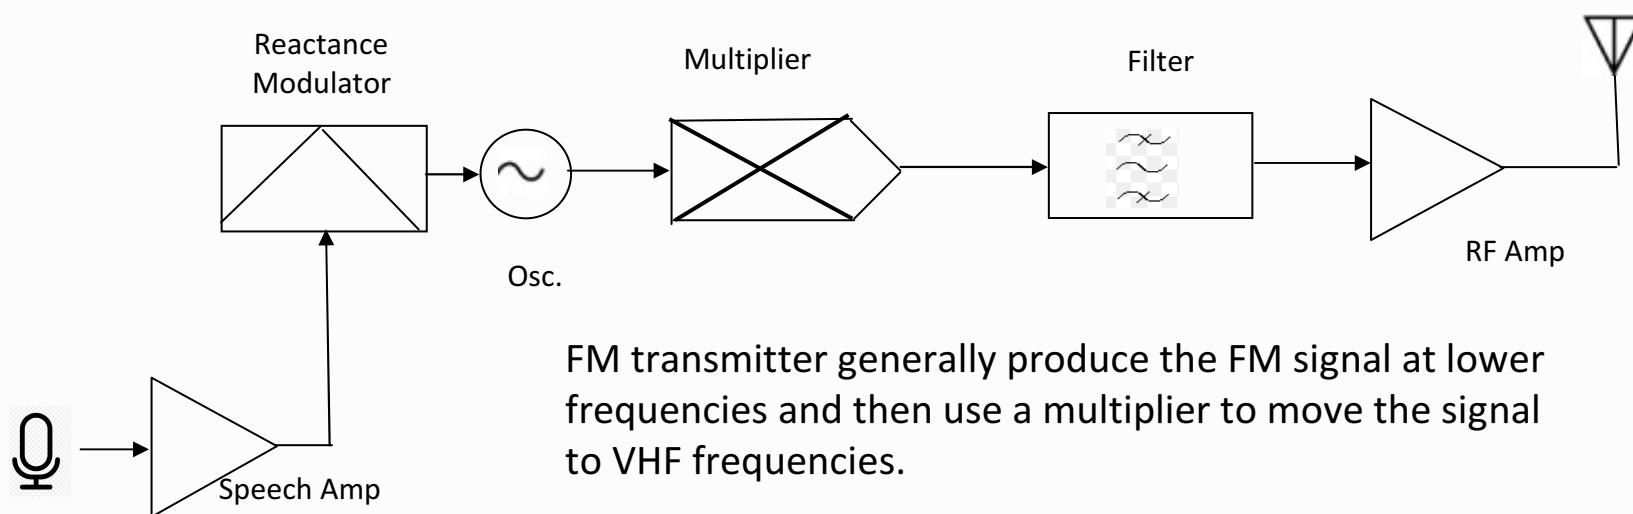 Reactance
Modulator
Multiplier
Filter
Osc.
RF Amp
FM transmitter generally produce the FM signal at lower
frequencies and then use a multiplier to move the signal
to VHF frequencies.
Speech Amp